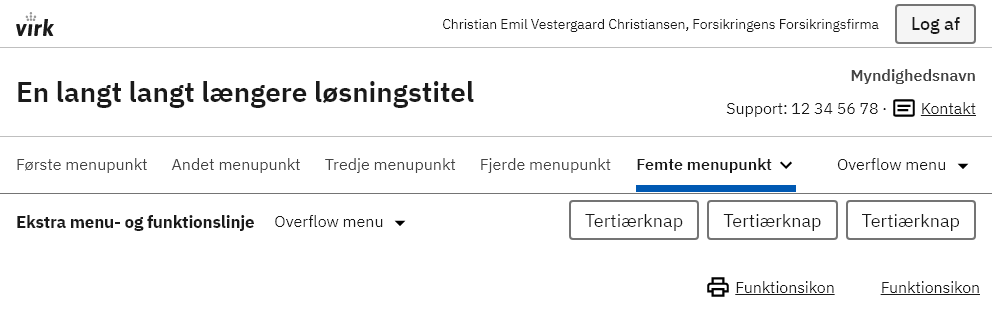 virk
Christian Emil Vestergaard Christiansen, Forsikringens Forsikringsfirma
Log af
En langt langt længere løsningstitel
Myndighedsnavn
Support: 12 34 56 78 · Kontakt
Første menupunkt Andet menupunkt Tredje menupunkt Fjerde menupunkt Femte menupunkt Overflow menu
Ekstra menu- og funktionslinje Overflow menu Tertiærknap Tertiærknap Tertiærknap
Funktionsikon Funktionsikon